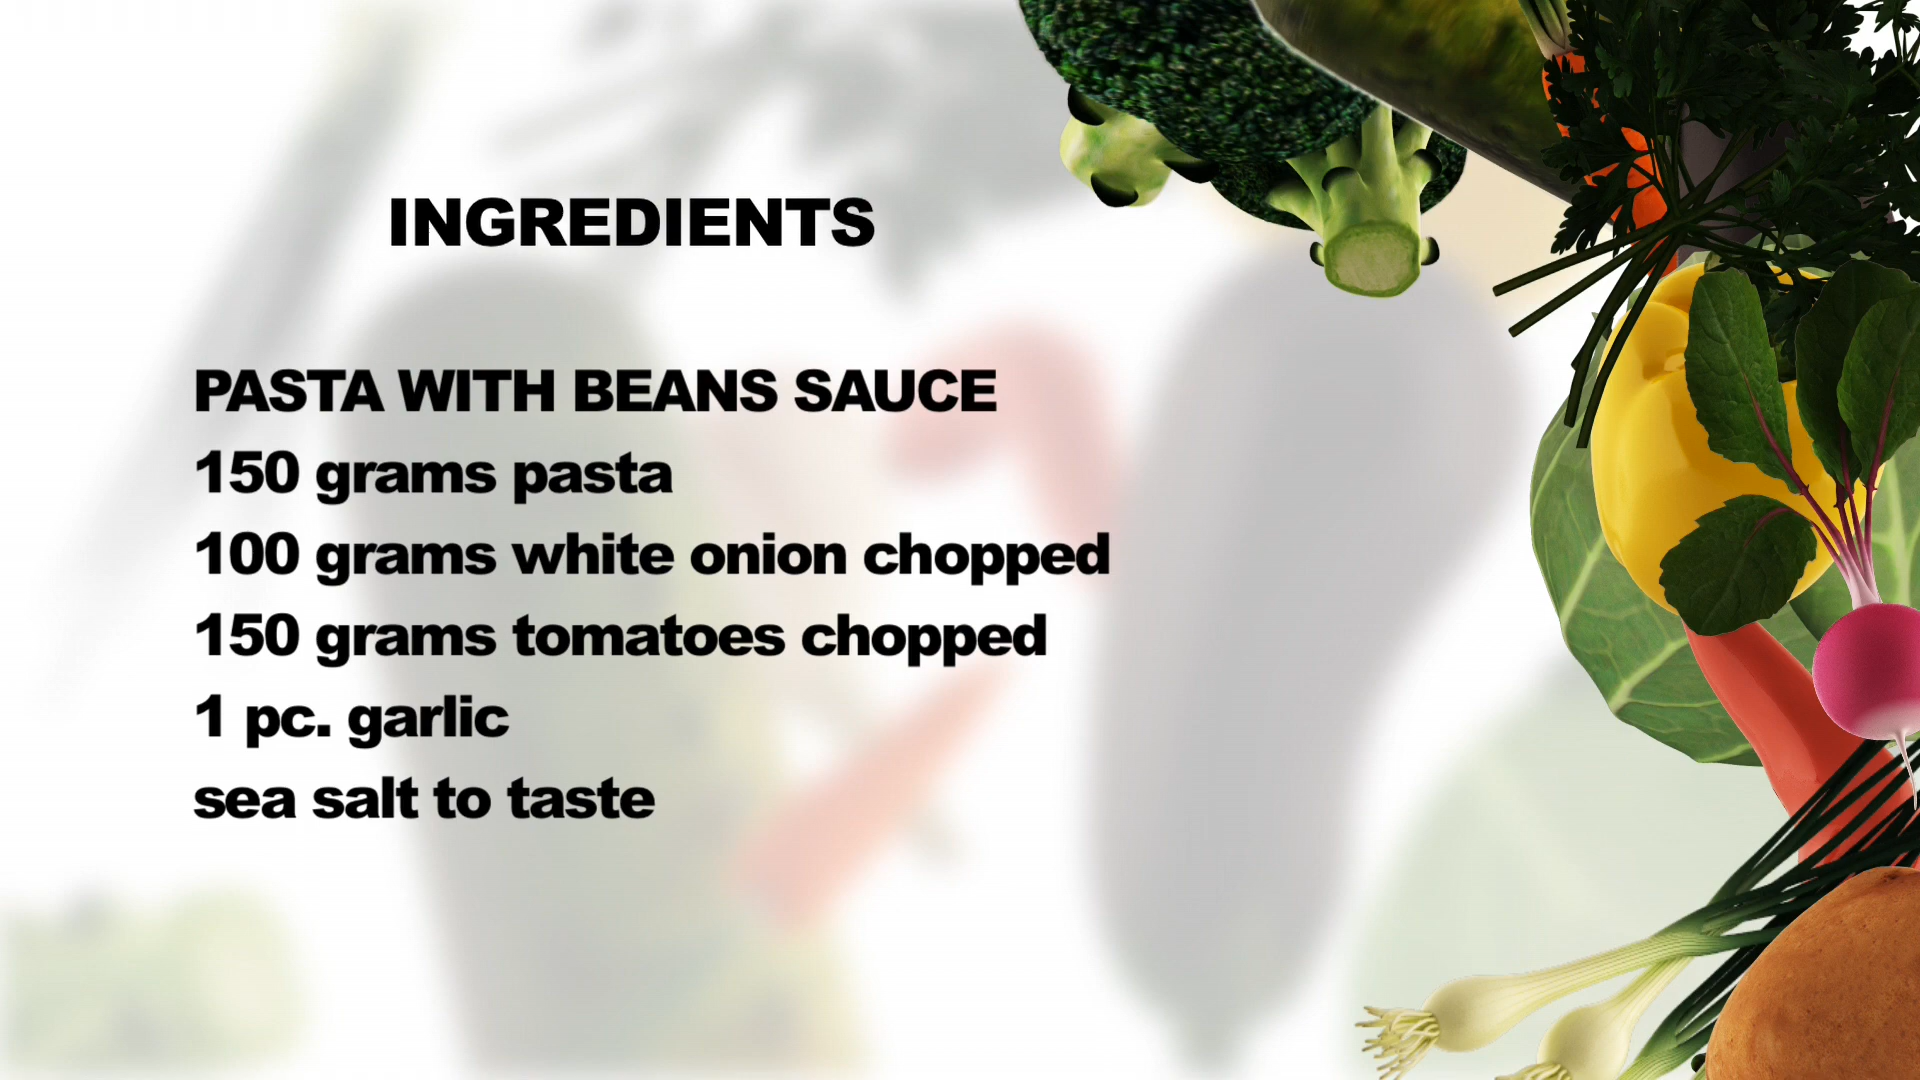 INGREDIENTS
PASTA WITH BEANS SAUCE
150 grams pasta
100 grams white onion chopped
150 grams tomatoes chopped
1 pc. garlic
sea salt to taste